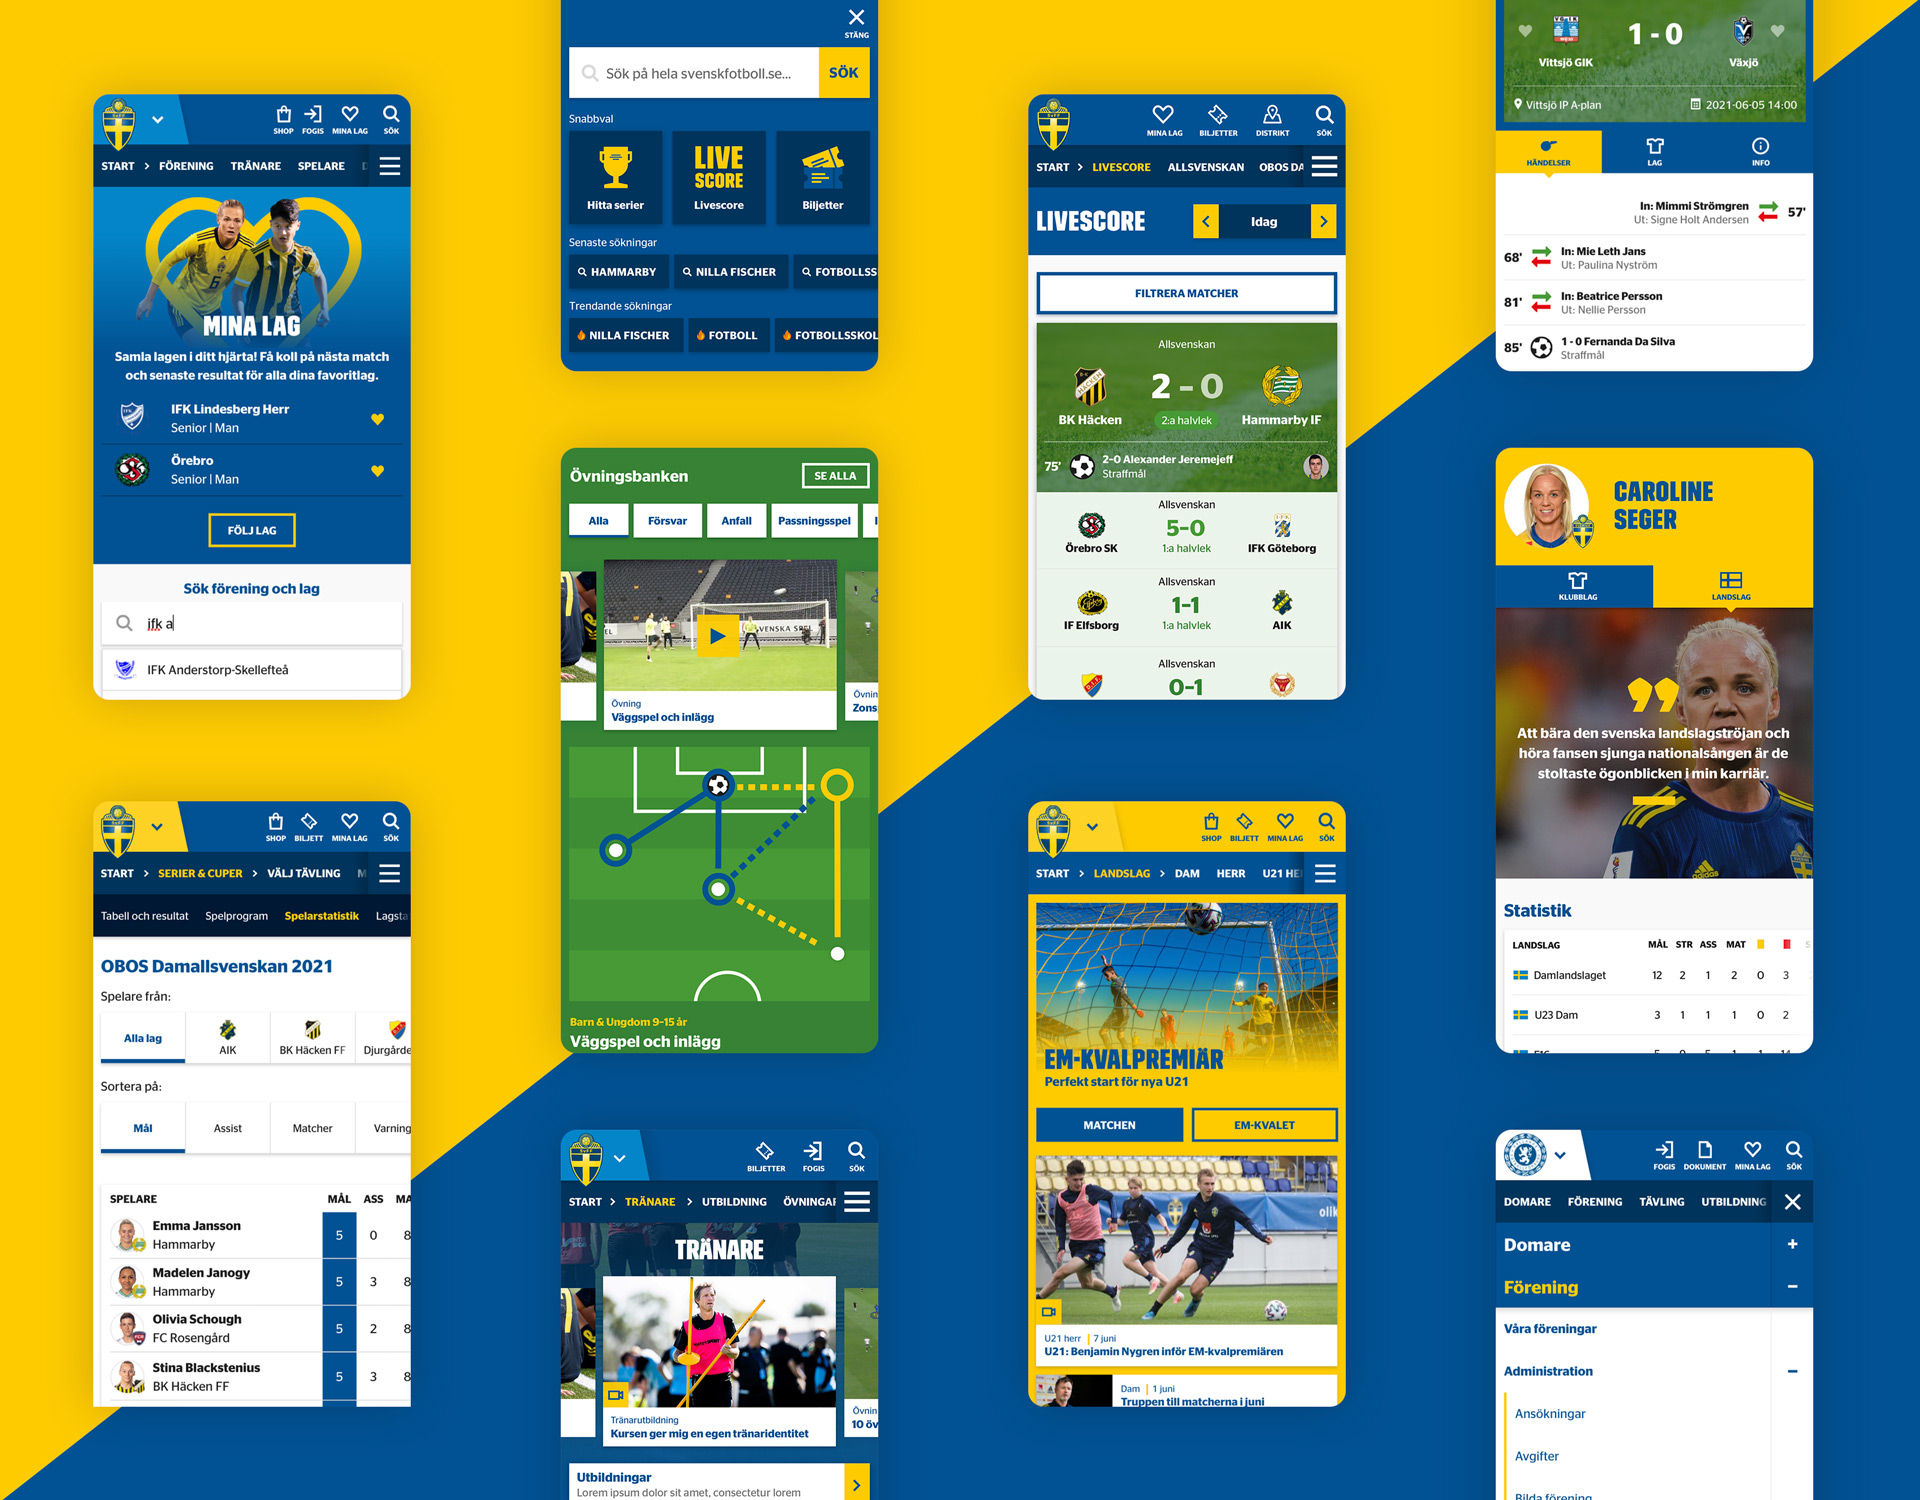 SHOP
FOGIS
MINA LAG
SÖK
START > FÖRENING TRÄNARE SPELARE
MINA LAG
Samla lagen i ditt hjärta! Få koll på nästa match
och senaste resultat för alla dina favoritlag.
IFK Lindesberg Herr
Senior | Man
Örebro
Senior | Man
FÖLJ LAG
Sök förening och lag
ifk a
IFK Anderstorp-Skellefteå
SHOP
BILJETT
MINA LAG
SÖK
START > SERIER & CUPER > VÄLJ TÄVLING M
Tabell och resultat Spelprogram Spelarstatistik Lagsta
OBOS Damallsvenskan 2021
Spelare från:
Alla lag
AIK
BK Häcken FF
Djurgårde
Sortera på:
Mål
Assist
Matcher
Varning
SPELARE MÅL ASS MA
Emma Jansson
Hammarby
5 0 8
Madelen Janogy
Hammarby
5 3 8
Olivia Schough
FC Rosengård
5 2 8
Stina Blackstenius
BK Häcken FF
5 3 8
STÄNG
Sök på hela svenskfotboll.se...
SÖK
Snabbval
LIVE
SCORE
Hitta serier
Livescore
Biljetter
Senaste sökningar
HAMMARBY
NILLA FISCHER
FOTBOLLSS
Trendande sökningar
NILLA FISCHER
FOTBOLL
FOTBOLLSSKOL
Övningsbanken
SE ALLA
Alla
Försvar
Anfall
Passningsspel
SVENSKA SPEL
Övning
Väggspel och inlägg
Övnin
Zons
Barn & Ungdom 9-15 år
Väggspel och inlägg
BILJETTER
FOGIS
SÖK
START > TRÄNARE > UTBILDNING ÖVNINGAR
TRÄNARE
Tränarutbildning
Kursen ger mig en egen tränaridentitet
Övnin
10 öv
Utbildningar
Lorem ipsum dolor sit amet, consectetur lorem
MINA LAG
BILJETTER
DISTRIKT
SÖK
START > LIVESCORE ALLSVENSKAN OBOS DA
LIVESCORE
< Idag >
FILTRERA MATCHER
Allsvenskan
2 - 0
BK Häcken
2:a halvlek
Hammarby IF
75'
2-0 Alexander Jeremejeff
Straffmål
Allsvenskan
5-0
Örebro SK
1:a halvlek
IFK Göteborg
Allsvenskan
1-1
IF Elfsborg
1:a halvlek
AIK
Allsvenskan
0-1
SHOP
BILJETT
MINA LAG
SÖK
START > LANDSLAG > DAM HERR U21 HE
EM-KVALPREMIÄR
Perfekt start för nya U21
MATCHEN
EM-KVALET
olik
U21 herr | 7 juni
U21: Benjamin Nygren inför EM-kvalpremiären
Dam | 1 juni
Truppen till matcherna i juni
1 - 0
Vittsjö GIK
Växjö
Vittsjö IP A-plan
2021-06-05 14:00
HÄNDELSER
LAG
INFO
In: Mimmi Strömgren
Ut: Signe Holt Andersen
57'
68'
In: Mie Leth Jans
Ut: Paulina Nyström
81'
In: Beatrice Persson
Ut: Nellie Persson
85'
1 - 0 Fernanda Da Silva
Straffmål
CAROLINE
SEGER
KLUBBLAG
LANDSLAG
Att bära den svenska landslagströjan och
höra fansen sjunga nationalsången är de
stoltaste ögonblicken i min karriär.
adidas
Statistik
LANDSLAG MÅL STR ASS MAT S
Damlandslaget 12 2 1 2 0 3
U23 Dam 3 1 1 1 0 2
FOGIS
DOKUMENT
MINA LAG
SÖK
DOMARE FÖRENING TÄVLING UTBILDNING
Domare +
Förening −
Våra föreningar
Administration −
Ansökningar
Avgifter
Bilda förening